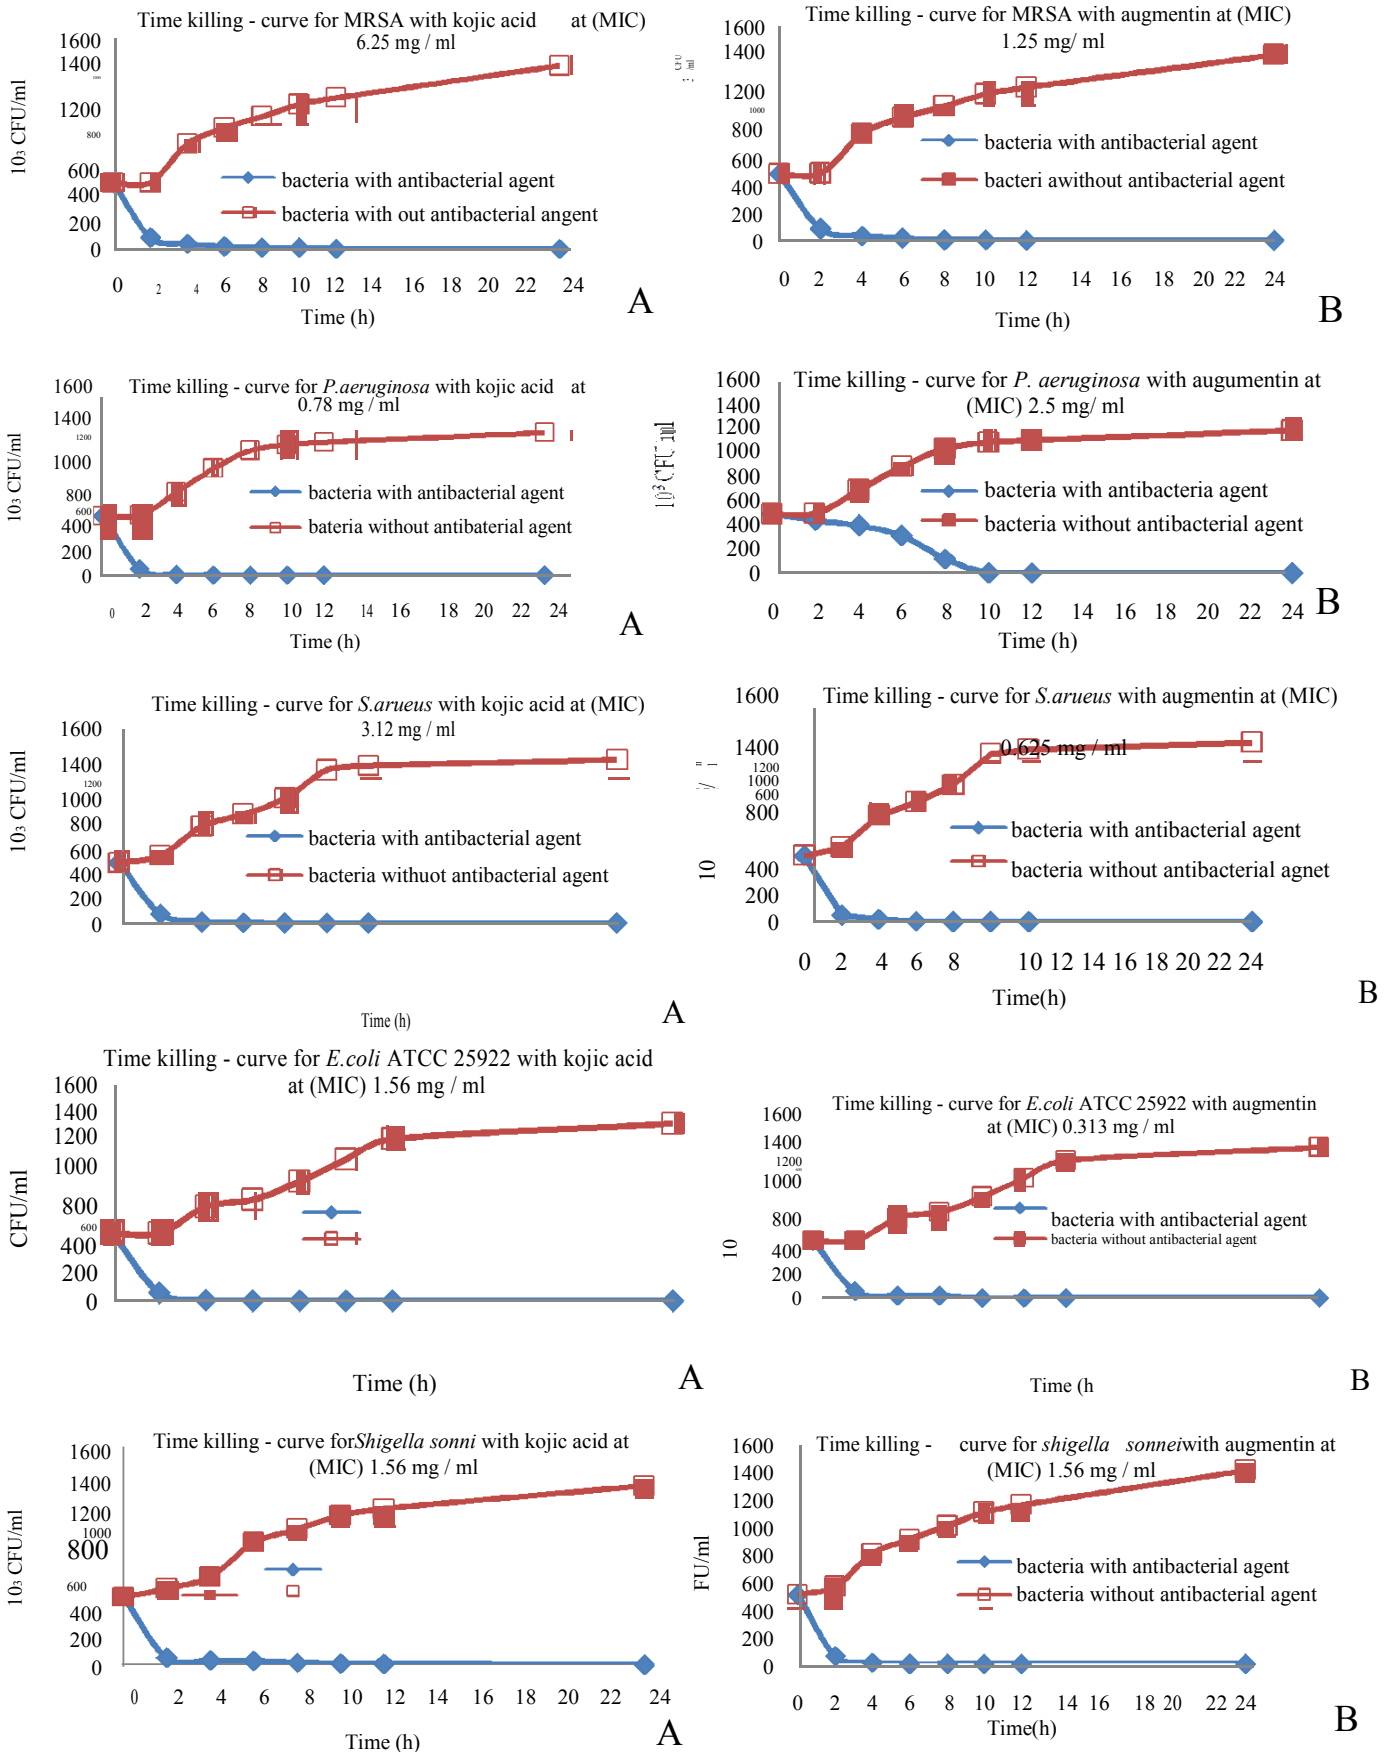 Time killing - curve for MRSA with kojic acid at (MIC)
6.25 mg / ml
1600
1400
1200
800
600
400
200
0
103 CFU/ml
bacteria with antibacterial agent
bacteria with out antibacterial angent
0 2 4 6 8 10 12 14 16 18 20 22 24
Time (h)
A
Time killing - curve for MRSA with augmentin at (MIC)
1.25 mg/ ml
1600
1400
1200
1000
800
600
400
200
0
CFU
/ml
bacteria with antibacterial agent
bacteri awithout antibacterial agent
0 2 4 6 8 10 12 14 16 18 20 22 24
Time (h)
B
Time killing - curve for P.aeruginosa with kojic acid at
0.78 mg / ml
1600
1400
1200
1000
800
600
400
200
0
103 CFU/ml
bacteria with antibacterial agent
bateria without antibaterial agent
0 2 4 6 8 10 12 14 16 18 20 22 24
Time (h)
A
Time killing - curve for P. aeruginosa with augumentin at
(MIC) 2.5 mg/ ml
1600
1400
1200
1000
800
600
400
200
0
10³ CFU ml
bacteria with antibacteria agent
bacteria without antibacterial agent
0 2 4 6 8 10 12 14 16 18 20 22 24
Time (h)
B
Time killing - curve for S.arueus with kojic acid at (MIC)
3.12 mg / ml
1600
1400
1200
1000
800
600
400
200
0
103 CFU/ml
bacteria with antibacterial agent
bacteria withuot antibacterial agent
Time (h)
A
Time killing - curve for S.arueus with augmentin at (MIC)
0.625 mg / ml
1600
1400
1200
1000
600
800
400
200
0
10
bacteria with antibacterial agent
bacteria without antibacterial agnet
0 2 4 6 8 10 12 14 16 18 20 22 24
Time(h)
B
Time killing - curve for E.coli ATCC 25922 with kojic acid
at (MIC) 1.56 mg / ml
1600
1400
1200
1000
800
600
400
200
0
CFU/ml
Time (h)
A
Time killing - curve for E.coli ATCC 25922 with augmentin
at (MIC) 0.313 mg / ml
1600
1400
1200
1000
800
400
200
0
10
bacteria with antibacterial agent
bacteria without antibacterial agent
Time (h
B
Time killing - curve forShigella sonni with kojic acid at
(MIC) 1.56 mg / ml
1600
1400
1200
1000
800
600
400
200
0
103 CFU/ml
0 2 4 6 8 10 12 14 16 18 20 22 24
Time (h)
A
Time killing - curve for shigella sonneiwith augmentin at
(MIC) 1.56 mg / ml
1600
1400
1200
1000
800
600
400
200
0
FU/ml
bacteria with antibacterial agent
bacteria without antibacterial agent
0 2 4 6 8 10 12 14 16 18 20 22 24
Time(h)
B